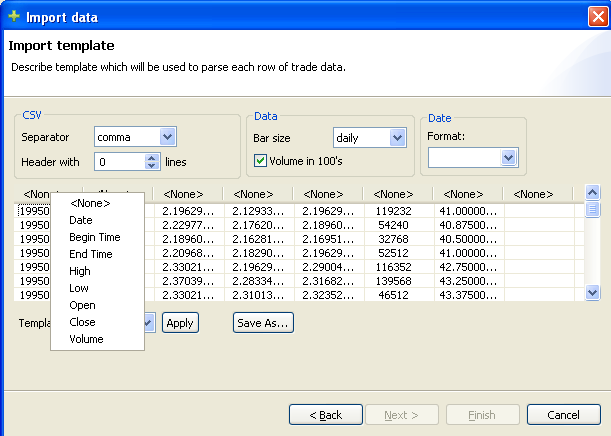 Import data
Import template
Describe template which will be used to parse each row of trade data.
CSV
Separator comma
Header with 0 lines
Data
Bar size daily
Volume in 100's
Date
Format:
<None> <None> <None> <None> <None> <None>
19950 2.19629... 2.12933... 2.19629... 119232 41.00000...
19950 2.22977... 2.17620... 2.18960... 54240 40.87500...
19950 2.18960... 2.16281... 2.16951... 32768 40.50000...
19950 2.20968... 2.18290... 2.19629... 52512 41.00000...
19950 2.33021... 2.19629... 2.29004... 116352 42.75000...
19950 2.37039... 2.28334... 2.31682... 139568 43.25000...
19950 2.33021... 2.31013... 2.32352... 46512 43.37500...
<None>
Date
Begin Time
End Time
High
Low
Open
Close
Volume
Apply Save As...
< Back Next > Finish Cancel